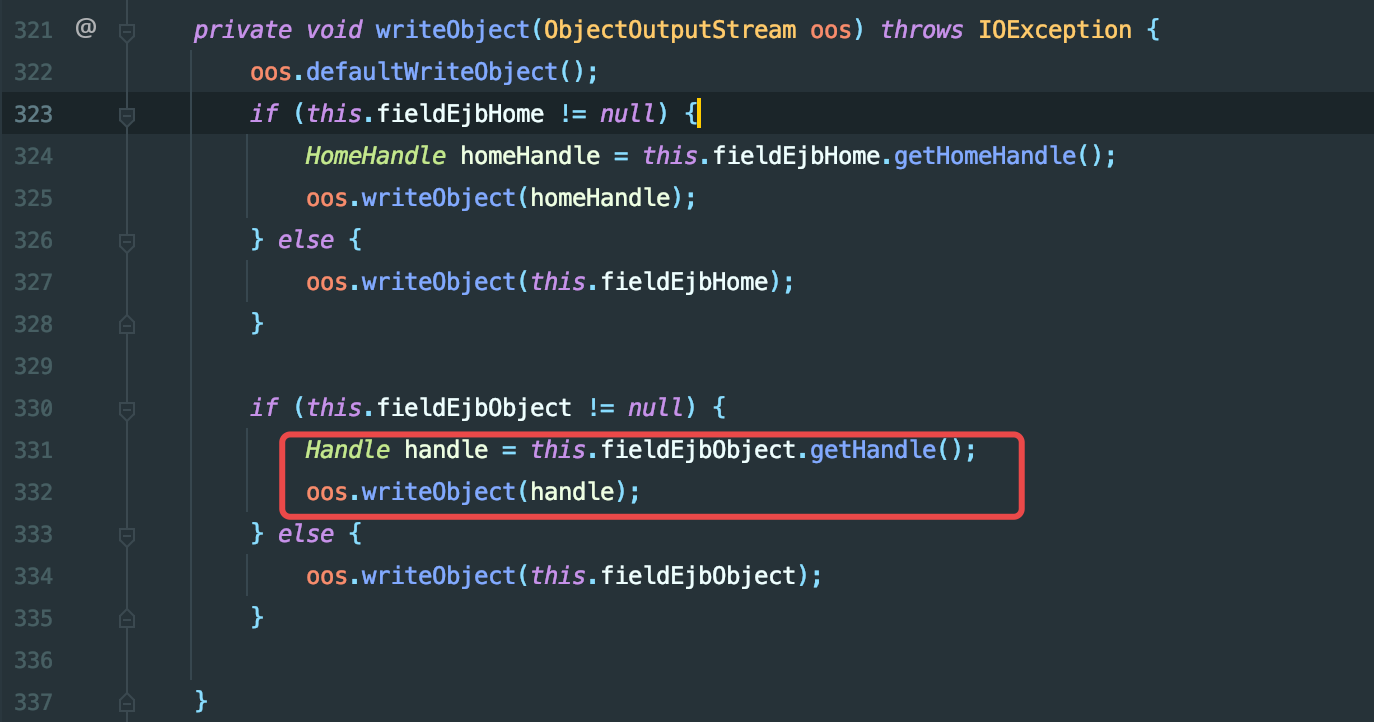 321 @ private void writeObject(ObjectOutputStream oos) throws IOException {
322 oos.defaultWriteObject();
323 if (this.fieldEjbHome != null) {
324 HomeHandle homeHandle = this.fieldEjbHome.getHomeHandle();
325 oos.writeObject(homeHandle);
326 } else {
327 oos.writeObject(this.fieldEjbHome);
328 }
329
330 if (this.fieldEjbObject != null) {
331 Handle handle = this.fieldEjbObject.getHandle();
332 oos.writeObject(handle);
333 } else {
334 oos.writeObject(this.fieldEjbObject);
335 }
336
337 }